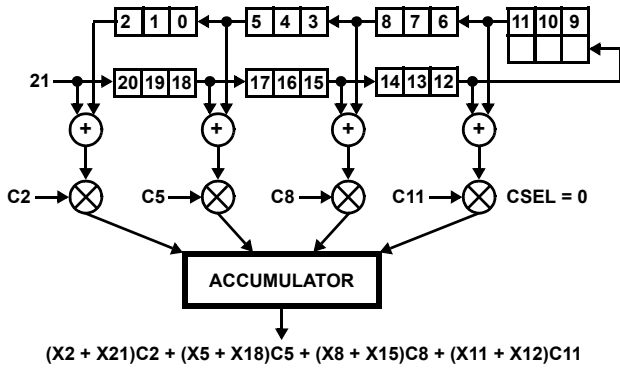 2 1 0 5 4 3 8 7 6 11 10 9
21 20 19 18 17 16 15 14 13 12
+ + + +
C2 C5 C8 C11 CSEL = 0
ACCUMULATOR
(X2 + X21)C2 + (X5 + X18)C5 + (X8 + X15)C8 + (X11 + X12)C11